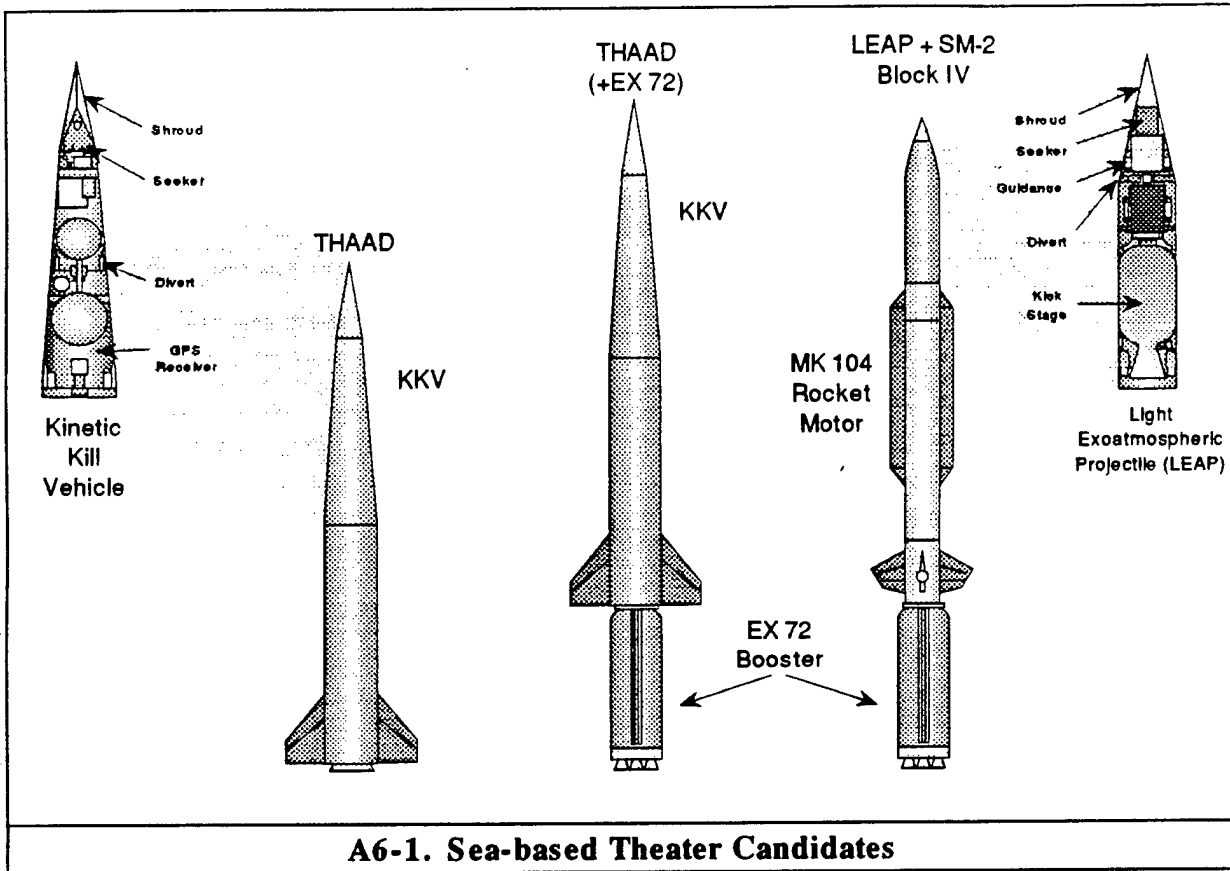 Shroud
Seeker
Divert
GPS
Receiver
Kinetic
Kill
Vehicle
THAAD
KKV
THAAD
(+EX 72)
KKV
LEAP + SM-2
Block IV
MK 104
Rocket
Motor
EX 72
Booster
Shroud
Seeker
Guidance
Divert
Kick
Stage
Light
Exoatmospheric
Projectile (LEAP)
A6-1. Sea-based Theater Candidates